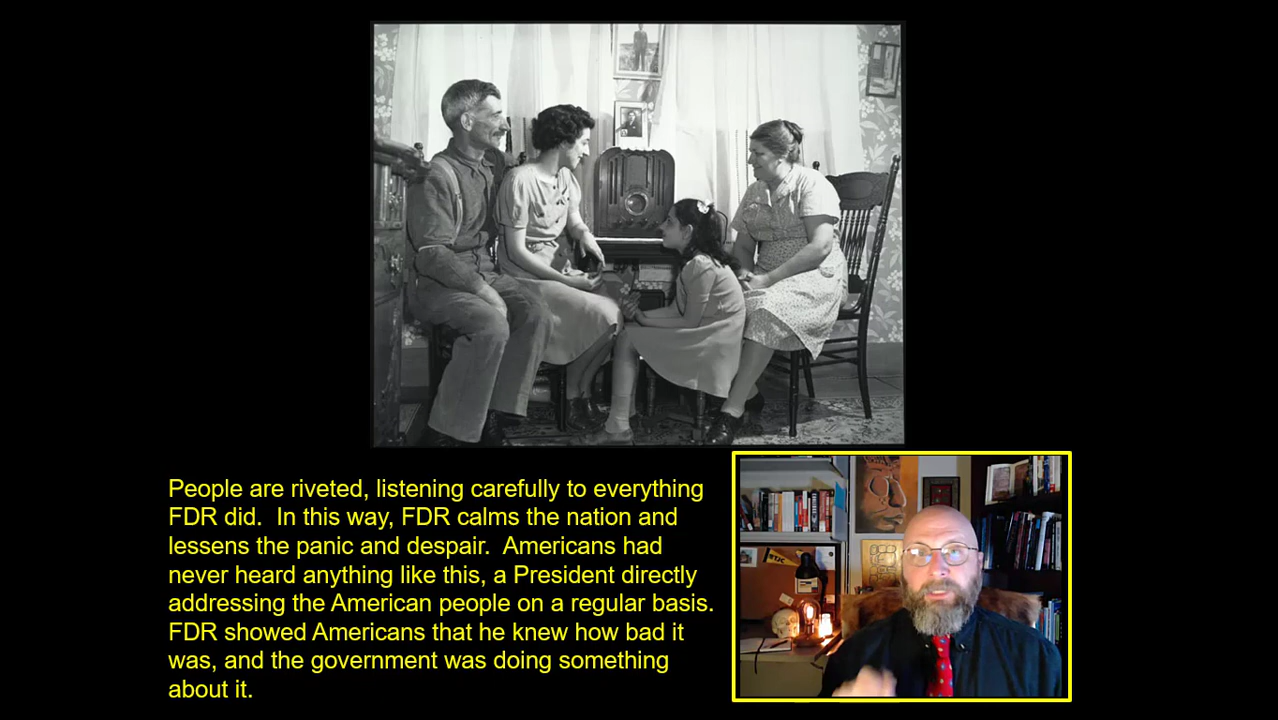 People are riveted, listening carefully to everything
FDR did.  In this way, FDR calms the nation and
lessens the panic and despair.  Americans had
never heard anything like this, a President directly
addressing the American people on a regular basis.
FDR showed Americans that he knew how bad it
was, and the government was doing something
about it.